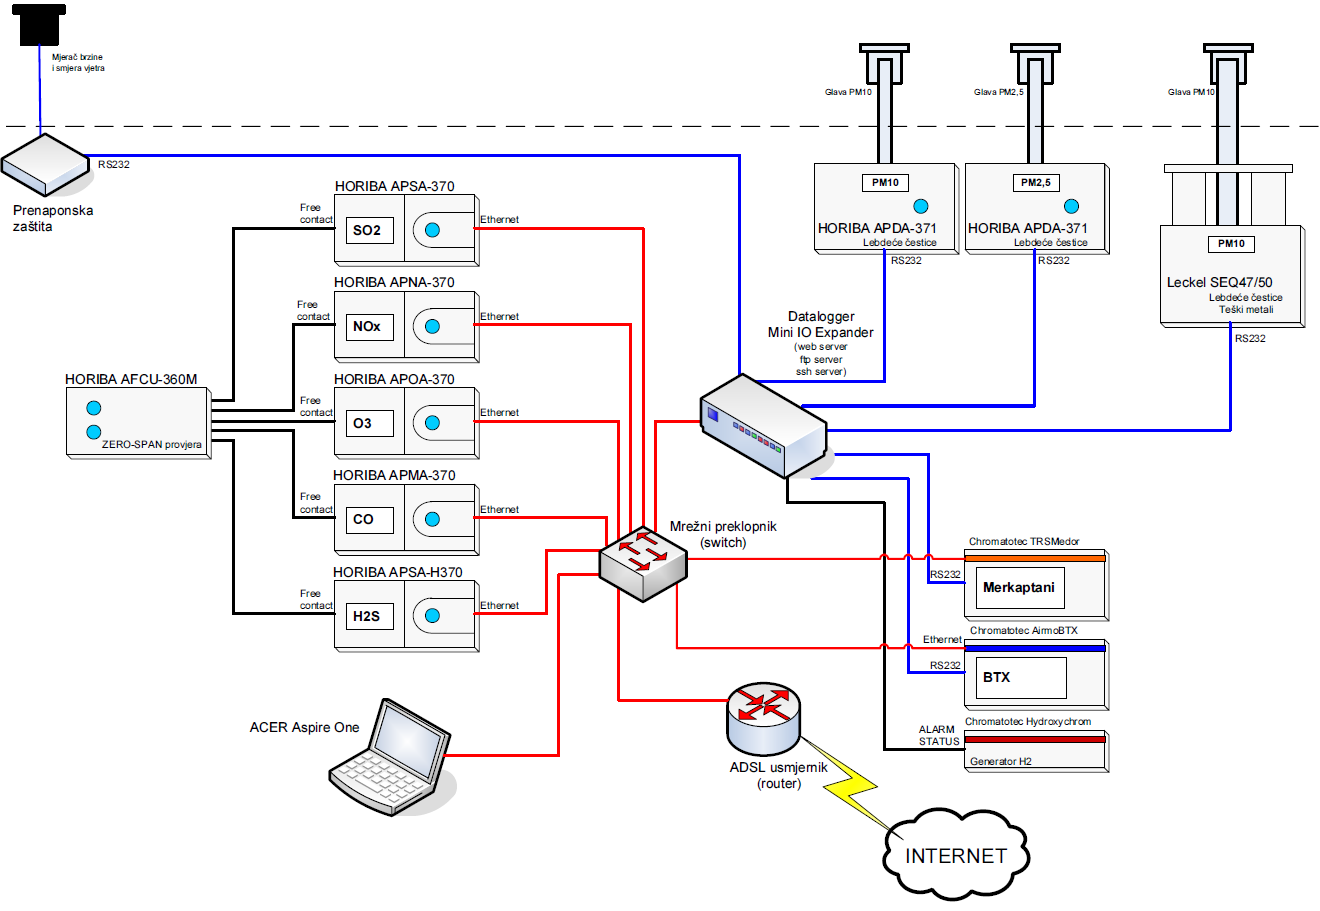 Mjerač brzine
i smjera vjetra
Glava PM10
Glava PM2,5
Glava PM10
RS232
Prenaponska
zaštita
HORIBA APSA-370
Free
contact
SO2
Ethernet
PM10
HORIBA APDA-371
Lebdeće čestice
RS232
PM2,5
HORIBA APDA-371
Lebdeće čestice
RS232
PM10
Leckel SEQ47/50
Lebdeće čestice
Teški metali
RS232
HORIBA APNA-370
Free
contact
NOx
Ethernet
Datalogger
Mini IO Expander
(web server
ftp server
ssh server)
HORIBA AFCU-360M
ZERO-SPAN provjera
HORIBA APOA-370
Free
contact
O3
Ethernet
HORIBA APMA-370
Free
contact
CO
Ethernet
Mrežni preklopnik
(switch)
HORIBA APSA-H370
Free
contact
H2S
Ethernet
Chromatotec TRSMedor
RS232
Merkaptani
Chromatotec AirmoBTX
Ethernet
RS232
BTX
Chromatotec Hydroxychrom
ALARM
STATUS
Generator H2
ACER Aspire One
ADSL usmjernik
(router)
INTERNET